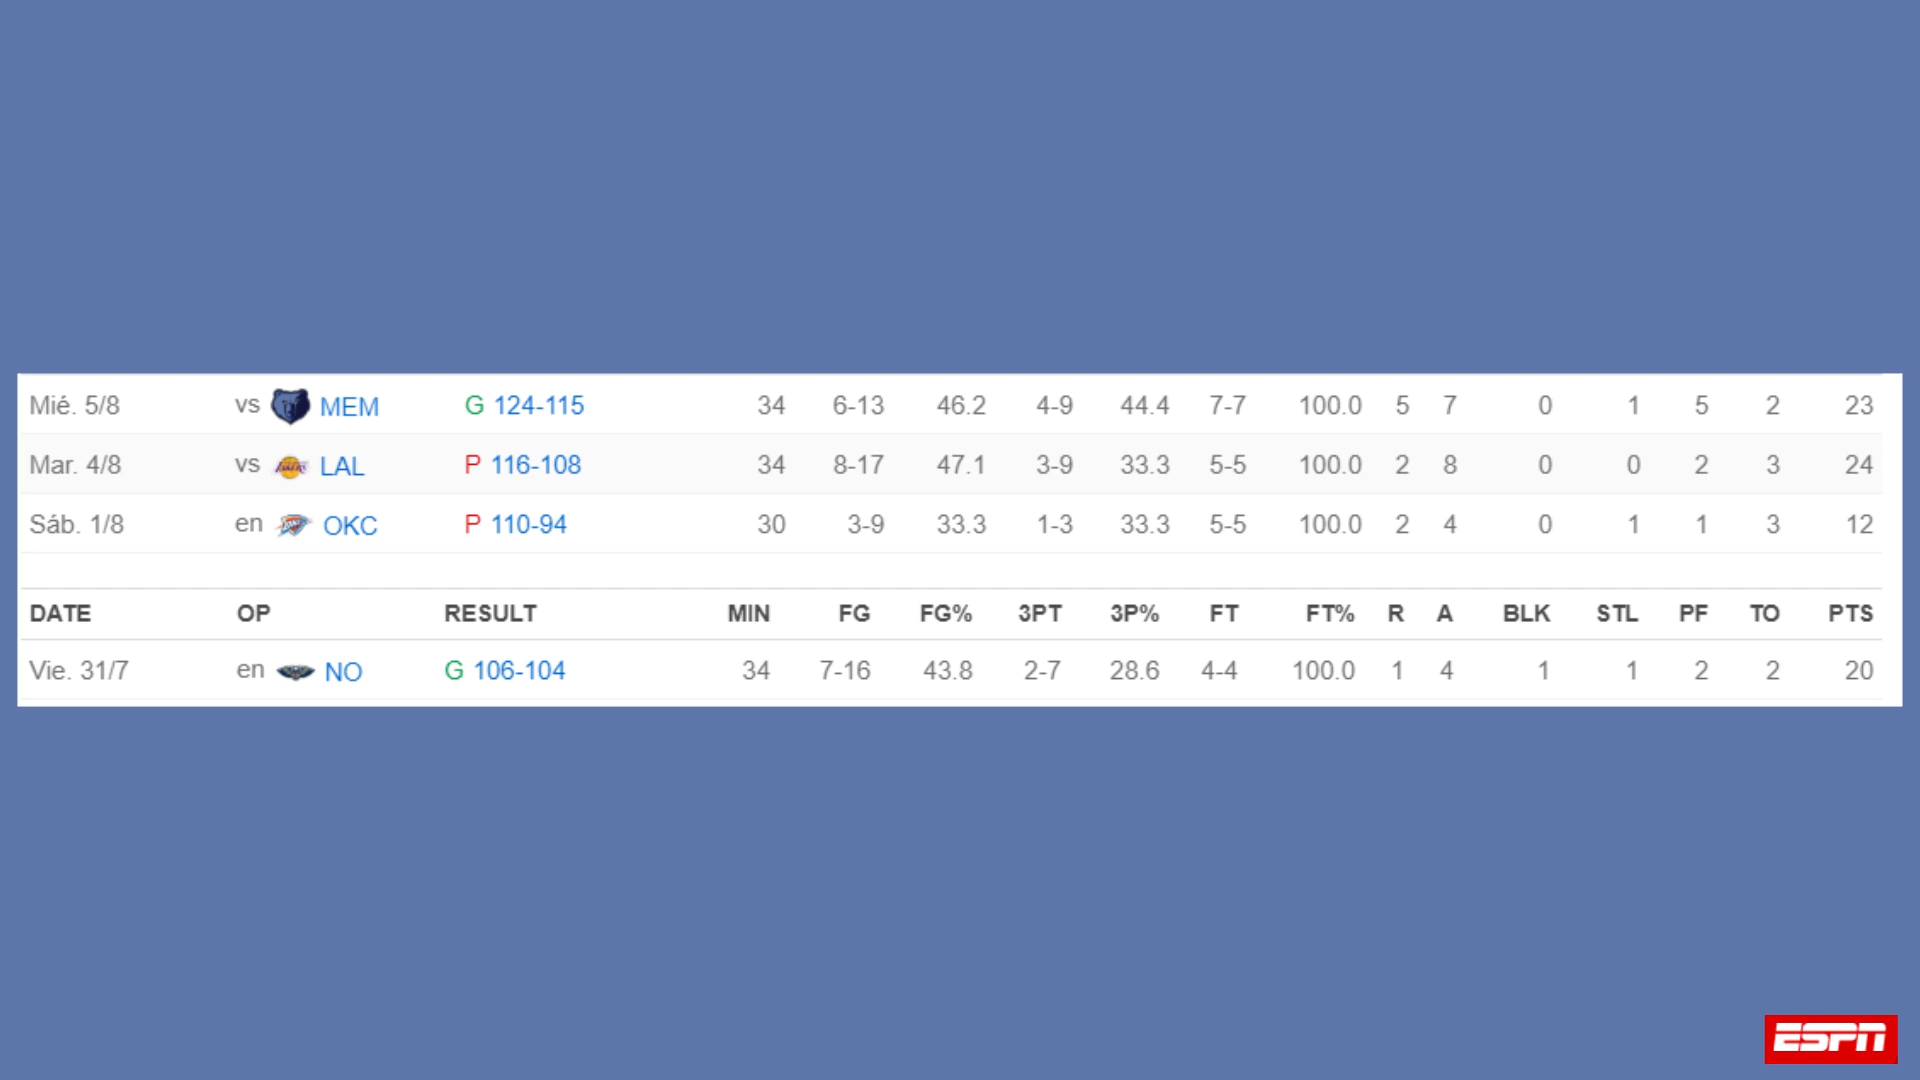 Mié. 5/8 vs MEM G 124-115 34 6-13 46.2 4-9 44.4 7-7 100.0 5 7 0 1 5 2 23
Mar. 4/8 vs LAL P 116-108 34 8-17 47.1 3-9 33.3 5-5 100.0 2 8 0 0 2 3 24
Sáb. 1/8 en OKC P 110-94 30 3-9 33.3 1-3 33.3 5-5 100.0 2 4 0 1 1 3 12
DATE OP RESULT MIN FG FG% 3PT 3P% FT FT% R A BLK STL PF TO PTS
Vie. 31/7 en NO G 106-104 34 7-16 43.8 2-7 28.6 4-4 100.0 1 4 1 1 2 2 20
ESPN